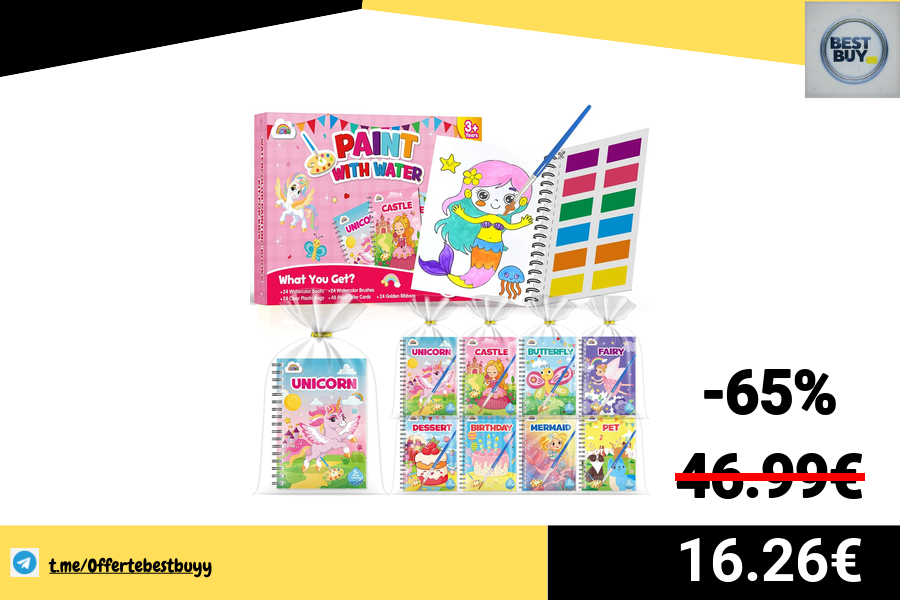 BEST
BUY
3+
Years
PAINT
WITH WATER
CASTLE
What You Get?
• 24 Watercolor Books • 24 Watercolor Brushes
• 24 Clear Plastic Bags • 48 Paint Color Cards • 24 Golden Ribbons
UNICORN
UNICORN
CASTLE
BUTTERFLY
FAIRY
DESSERT
BIRTHDAY
MERMAID
PET
-65%
46.99€
16.26€
t.me/Offertebestbuyy